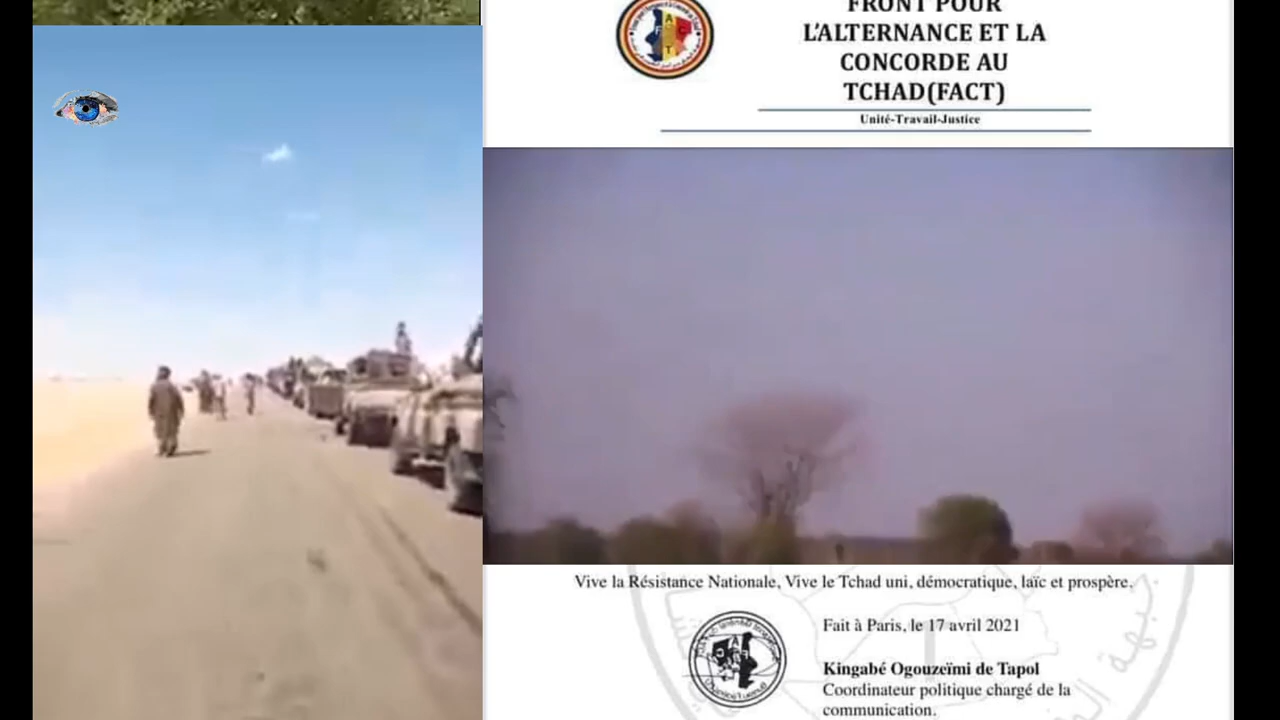 FRONT POUR
L'ALTERNANCE ET LA
CONCORDE AU
TCHAD(FACT)
Unité-Travail-Justice
Vive la Résistance Nationale, Vive le Tchad uni, démocratique, laïc et prospère.
Fait à Paris, le 17 avril 2021
Kingabé Ogouzeïmi de Tapol
Coordinateur politique chargé de la
communication.